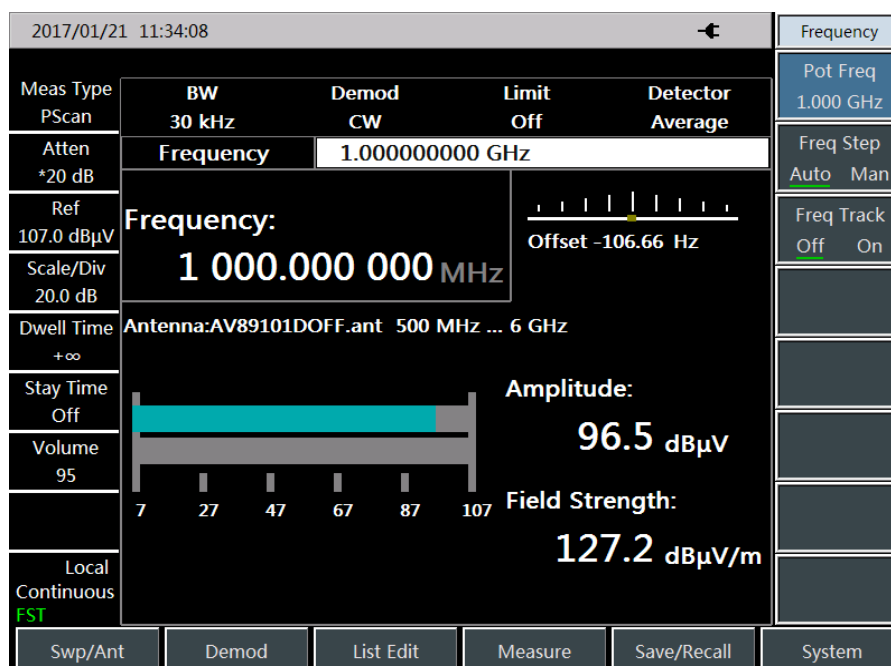 2017/01/21 11:34:08
Frequency
Pot Freq
1.000 GHz
Freq Step
Auto Man
Freq Track
Off On
Meas Type
PScan
Atten
*20 dB
Ref
107.0 dBµV
Scale/Div
20.0 dB
Dwell Time
+∞
Stay Time
Off
Volume
95
Local
Continuous
FST
BW Demod Limit Detector
30 kHz CW Off Average
Frequency 1.000000000 GHz
Frequency:
1 000.000 000 MHz
Offset -106.66 Hz
Antenna:AV89101DOFF.ant 500 MHz ... 6 GHz
Amplitude:
96.5 dBµV
7 27 47 67 87 107
Field Strength:
127.2 dBµV/m
Swp/Ant Demod List Edit Measure Save/Recall System